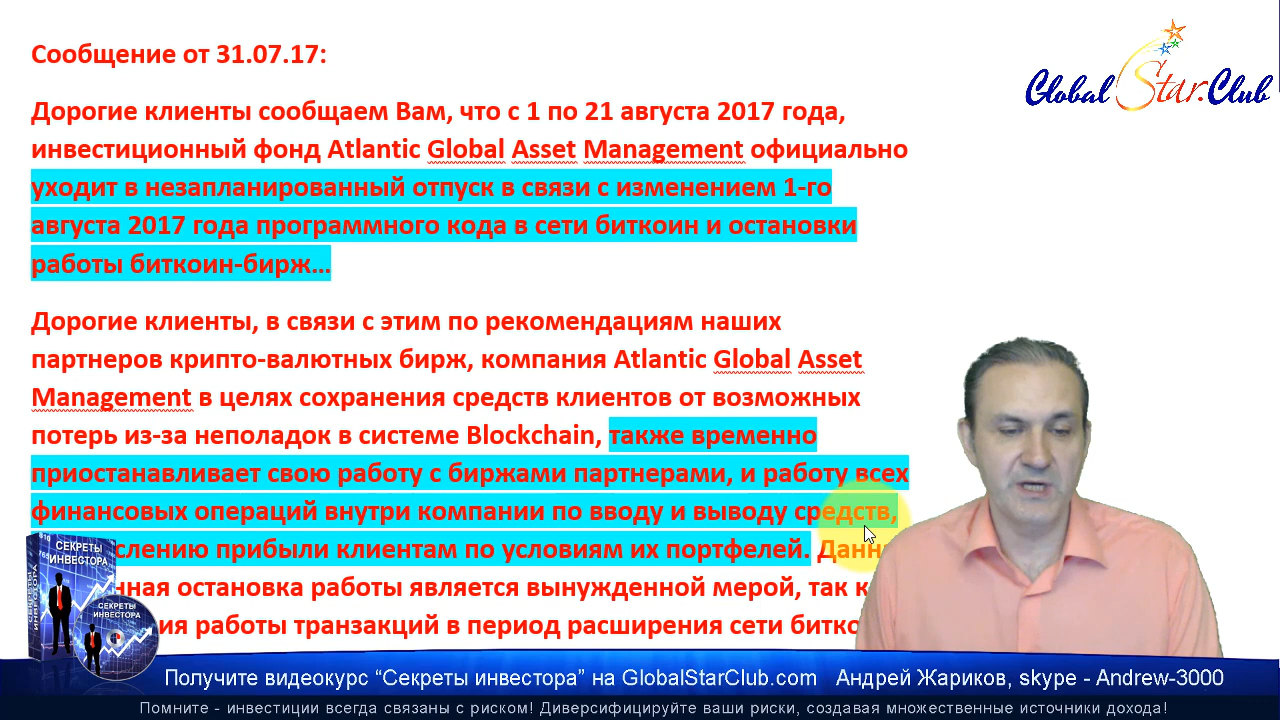 Сообщение от 31.07.17:
Global Star.Club
Дорогие клиенты сообщаем Вам, что с 1 по 21 августа 2017 года,
инвестиционный фонд Atlantic Global Asset Management официально
уходит в незапланированный отпуск в связи с изменением 1-го
августа 2017 года программного кода в сети биткоин и остановки
работы биткоин-бирж...
Дорогие клиенты, в связи с этим по рекомендациям наших
партнеров крипто-валютных бирж, компания Atlantic Global Asset
Management в целях сохранения средств клиентов от возможных
потерь из-за неполадок в системе Blockchain, также временно
приостанавливает свою работу с биржами партнерами, и работу всех
финансовых операций внутри компании по вводу и выводу средств,
слению прибыли клиентам по условиям их портфелей. Данн
нная остановка работы является вынужденной мерой, так к
ия работы транзакций в период расширения сети битко
СЕКРЕТЫ
ИНВЕСТОРА
СЕКРЕТЫ
ИНВЕСТОРА
Получите видеокурс “Секреты инвестора” на GlobalStarClub.com Андрей Жариков, skype - Andrew-3000
Помните - инвестиции всегда связаны с риском! Диверсифицируйте ваши риски, создавая множественные источники дохода!